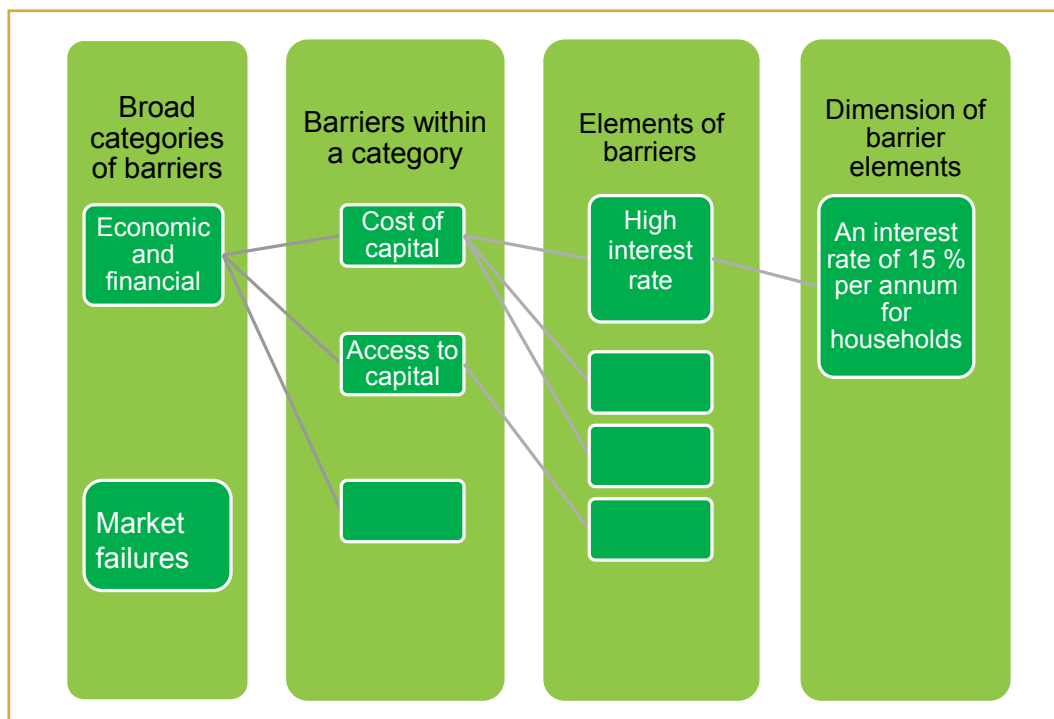 Broad
categories
of barriers
Economic
and
financial
Market
failures
Barriers within
a category
Cost of
capital
Access to
capital
Elements of
barriers
High
interest
rate
Dimension of
barrier
elements
An interest
rate of 15 %
per annum
for
households